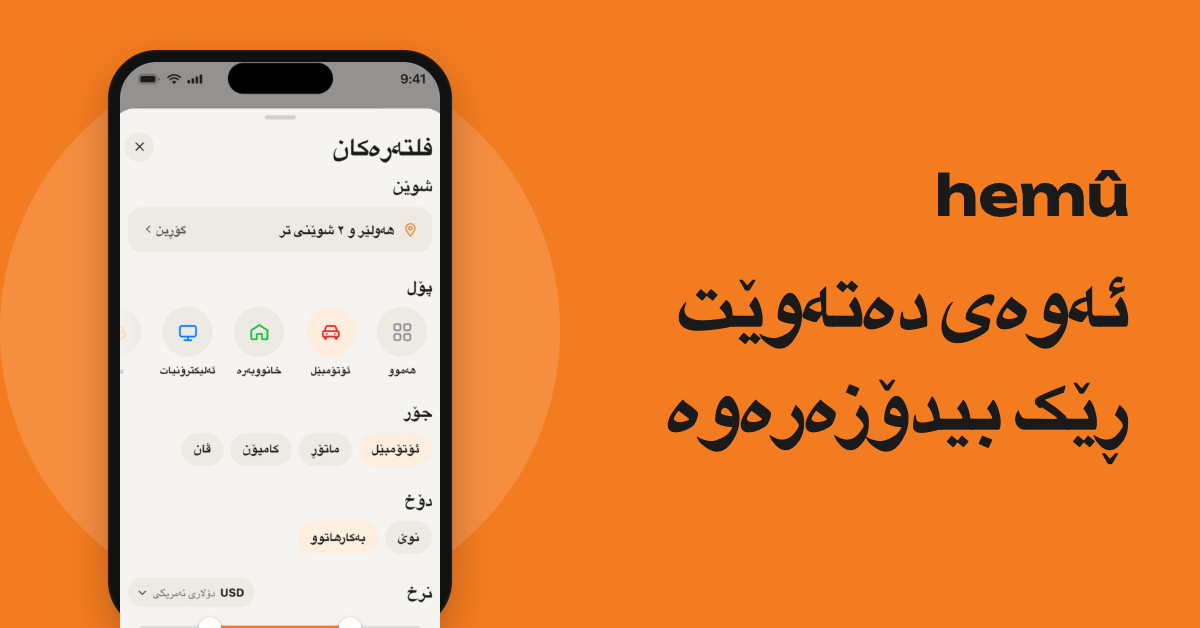 9:41
فلتەرەکان
شوێن
هەولێر و ٢ شوێنی تر
گۆڕین
پۆل
هەموو
ئۆتۆمبێل
خانووبەرە
ئەلیکترۆنیات
جۆر
ئۆتۆمبێل
ماتۆڕ
کامیۆن
ڤان
دۆخ
نوێ
بەکارهاتوو
نرخ
USD دۆلاری ئەمریکی
hemû
ئەوەی دەتەوێت
ڕێک بیدۆزەرەوە